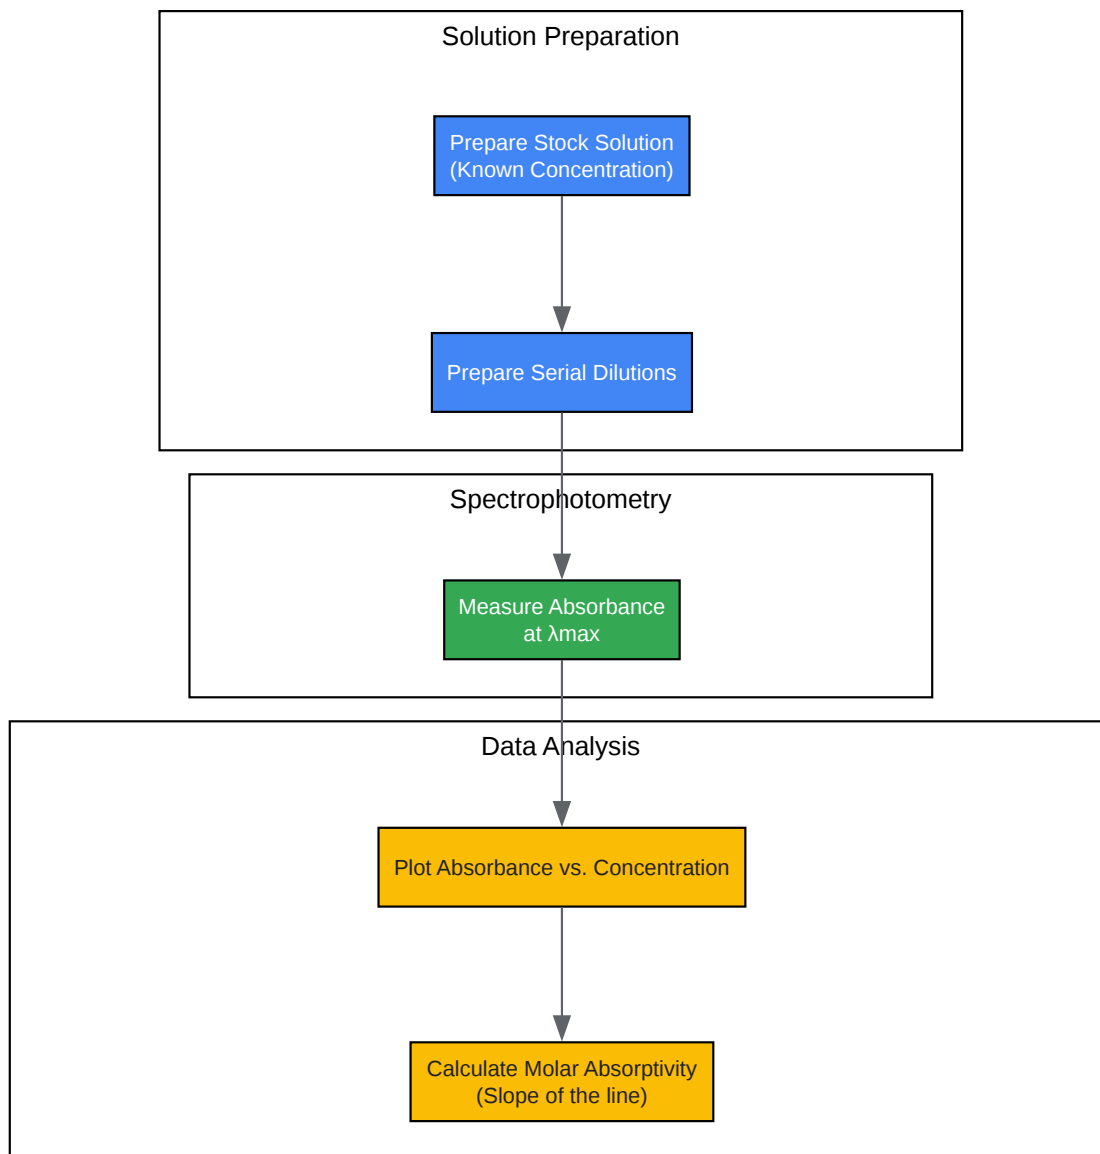 Solution Preparation
Prepare Stock Solution
(Known Concentration)
Prepare Serial Dilutions
Spectrophotometry
Measure Absorbance
at λmax
Data Analysis
Plot Absorbance vs. Concentration
Calculate Molar Absorptivity
(Slope of the line)